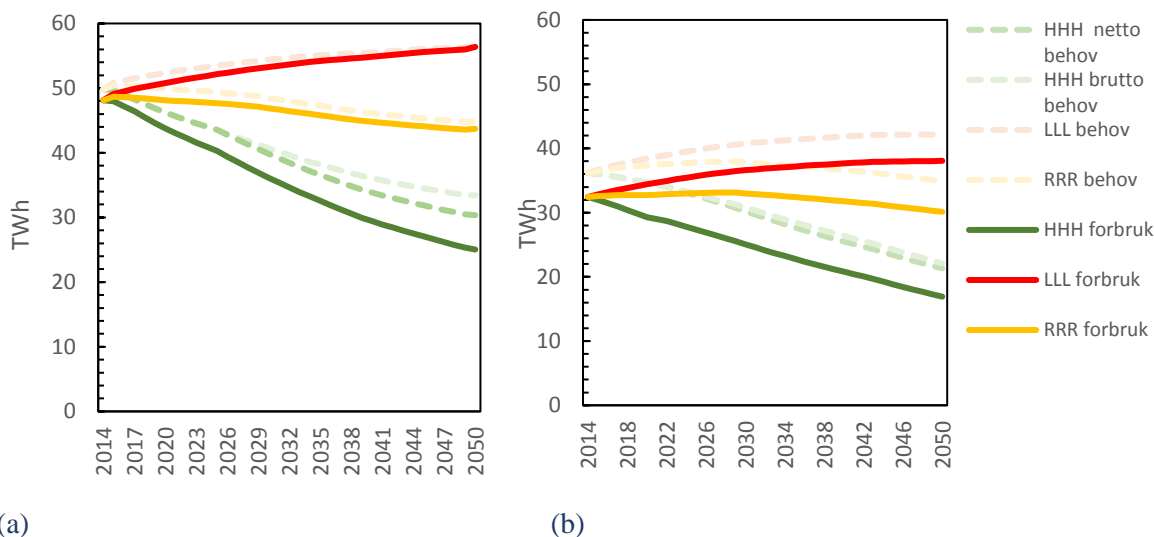 60
50
40
30
20
10
0
TWh
2014
2017
2020
2023
2026
2029
2032
2035
2038
2041
2044
2047
2050
(a)
60
50
40
30
20
10
0
TWh
2014
2018
2022
2026
2030
2034
2038
2042
2046
2050
(b)
HHH netto
behov
HHH brutto
behov
LLL behov
RRR behov
HHH forbruk
LLL forbruk
RRR forbruk